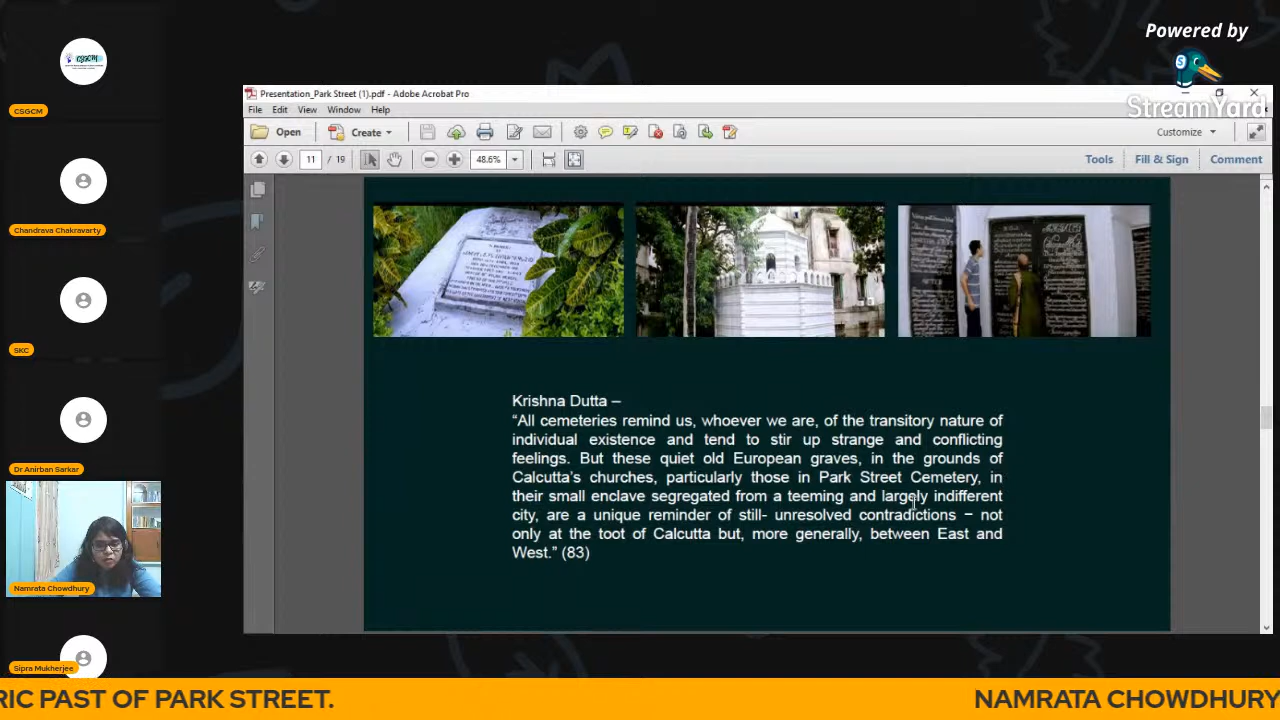 Powered by
StreamYard
CSGCM
CSGCM
Chandrava Chakravarty
SKC
Dr Anirban Sarkar
Namrata Chowdhury
Sipra Mukherjee
Presentation_Park Street (1).pdf - Adobe Acrobat Pro
File Edit View Window Help
Open Create Customize
11 / 19 48.6% Tools Fill & Sign Comment
Krishna Dutta –
“All cemeteries remind us, whoever we are, of the transitory nature of
individual existence and tend to stir up strange and conflicting
feelings. But these quiet old European graves, in the grounds of
Calcutta’s churches, particularly those in Park Street Cemetery, in
their small enclave segregated from a teeming and largely indifferent
city, are a unique reminder of still- unresolved contradictions − not
only at the toot of Calcutta but, more generally, between East and
West.” (83)
RIC PAST OF PARK STREET. NAMRATA CHOWDHURY